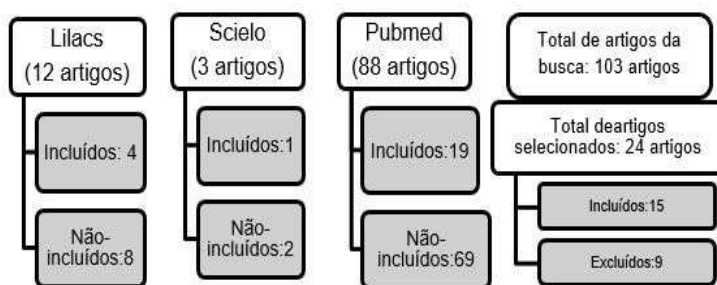 Lilacs
(12 artigos)
Incluídos: 4
Não-
incluídos:8
Scielo
(3 artigos)
Incluídos:1
Não-
incluídos:2
Pubmed
(88 artigos)
Incluídos:19
Não-
incluídos:69
Total de artigos da
busca: 103 artigos
Total deartigos
selecionados: 24 artigos
Incluídos:15
Excluídos:9